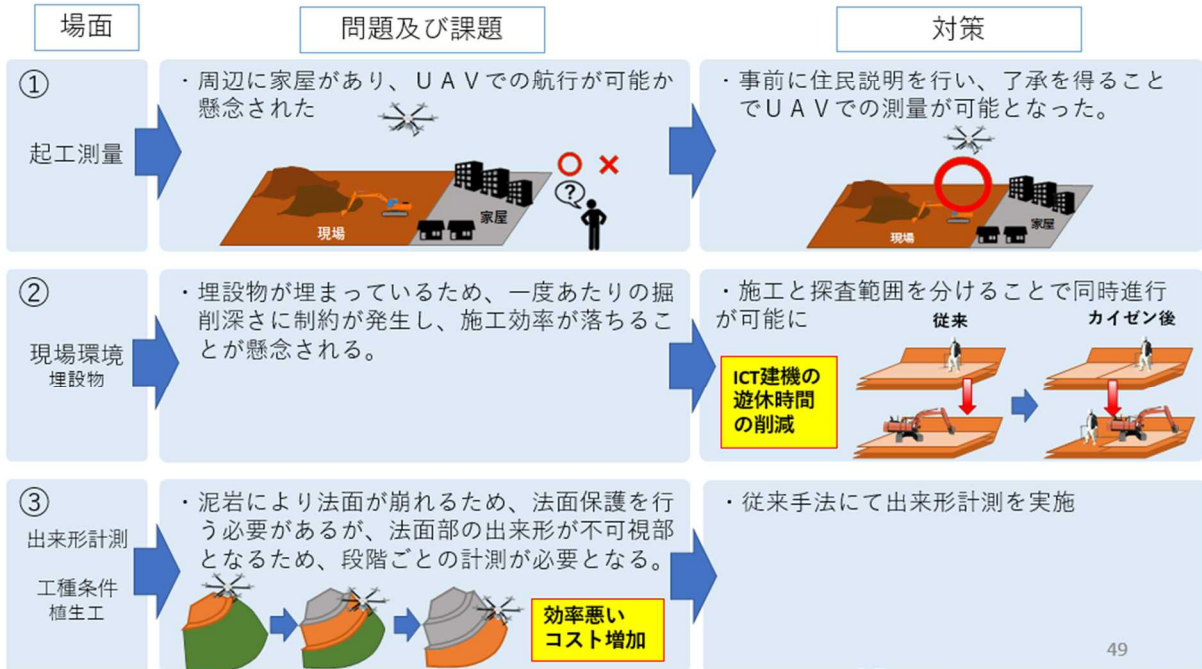 場面
問題及び課題
対策
①
起工測量
・周辺に家屋があり、ＵＡＶでの航行が可能か
懸念された
?
家屋
現場
・事前に住民説明を行い、了承を得ること
でＵＡＶでの測量が可能となった。
家屋
現場
②
現場環境
埋設物
・埋設物が埋まっているため、一度あたりの掘
削深さに制約が発生し、施工効率が落ちるこ
とが懸念される。
・施工と探査範囲を分けることで同時進行
が可能に
従来
カイゼン後
ICT建機の
遊休時間
の削減
③
出来形計測
工種条件
植生工
・泥岩により法面が崩れるため、法面保護を行
う必要があるが、法面部の出来形が不可視部
となるため、段階ごとの計測が必要となる。
効率悪い
コスト増加
・従来手法にて出来形計測を実施
49